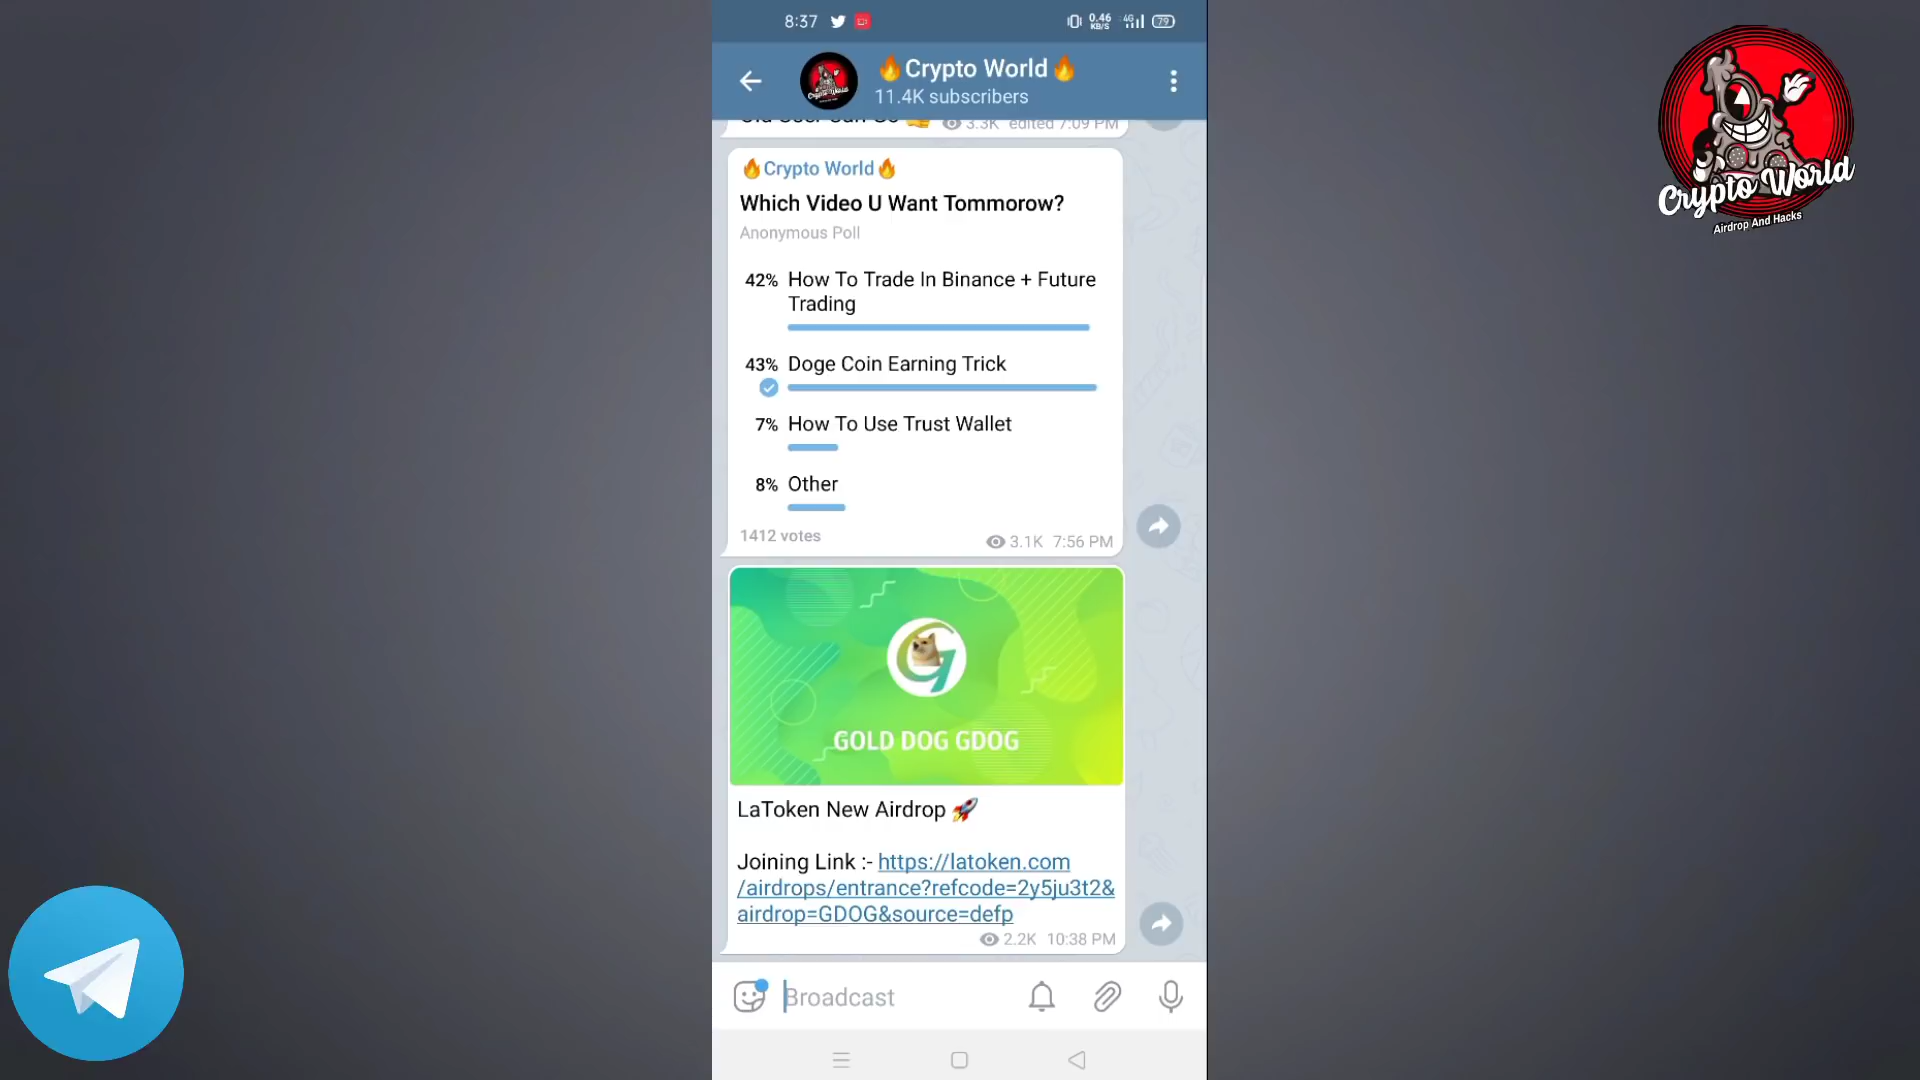 8:37
0.46
KB/S
4G
79
🔥Crypto World🔥
11.4K subscribers
3.3K edited 7:09 PM
🔥Crypto World🔥
Which Video U Want Tommorow?
Anonymous Poll
42% How To Trade In Binance + Future
Trading
43% Doge Coin Earning Trick
7% How To Use Trust Wallet
8% Other
1412 votes
3.1K 7:56 PM
GOLD DOG GDOG
LaToken New Airdrop 🚀
Joining Link :- https://latoken.com
/airdrops/entrance?refcode=2y5ju3t2&
airdrop=GDOG&source=defp
2.2K 10:38 PM
Broadcast
Crypto World
Airdrop And Hacks